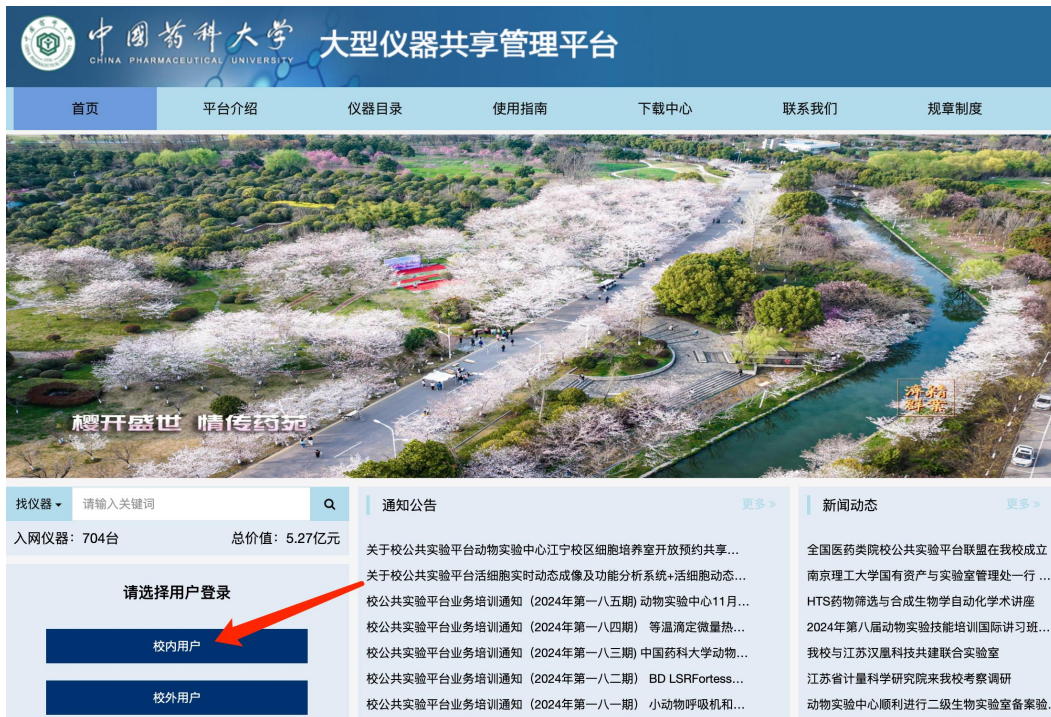 中國药科大学 大型仪器共享管理平台
CHINA PHARMACEUTICAL UNIVERSITY
首页 平台介绍 仪器目录 使用指南 下载中心 联系我们 规章制度
樱开盛世 情传药苑
精业
济群
找仪器 请输入关键词
入网仪器：704台 总价值：5.27亿元
请选择用户登录
校内用户
校外用户
通知公告 更多»
关于校公共实验平台动物实验中心江宁校区细胞培养室开放预约共享...
关于校公共实验平台活细胞实时动态成像及功能分析系统+活细胞动态...
校公共实验平台业务培训通知（2024年第一八五期) 动物实验中心11月...
校公共实验平台业务培训通知（2024年第一八四期） 等温滴定微量热...
校公共实验平台业务培训通知（2024年第一八三期) 中国药科大学动物...
校公共实验平台业务培训通知（2024年第一八二期） BD LSRFortess...
校公共实验平台业务培训通知（2024年第一八一期） 小动物呼吸机和...
新闻动态 更多»
全国医药类院校公共实验平台联盟在我校成立
南京理工大学国有资产与实验室管理处一行 ...
HTS药物筛选与合成生物学自动化学术讲座
2024年第八届动物实验技能培训国际讲习班...
我校与江苏汉凰科技共建联合实验室
江苏省计量科学研究院来我校考察调研
动物实验中心顺利进行二级生物实验室备案验